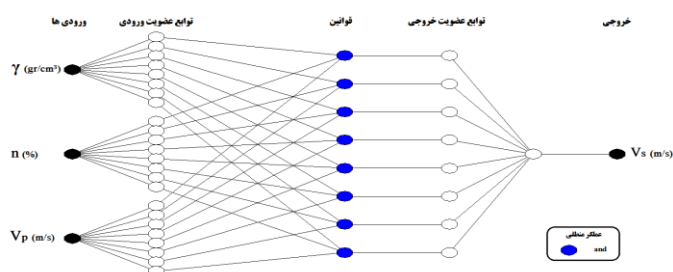 ورودی ها
توابع عضویت ورودی
قوانین
توابع عضویت خروجی
خروجی
γ (gr/cm³)
n (%)
Vp (m/s)
Vs (m/s)
عملگر منطقی
and